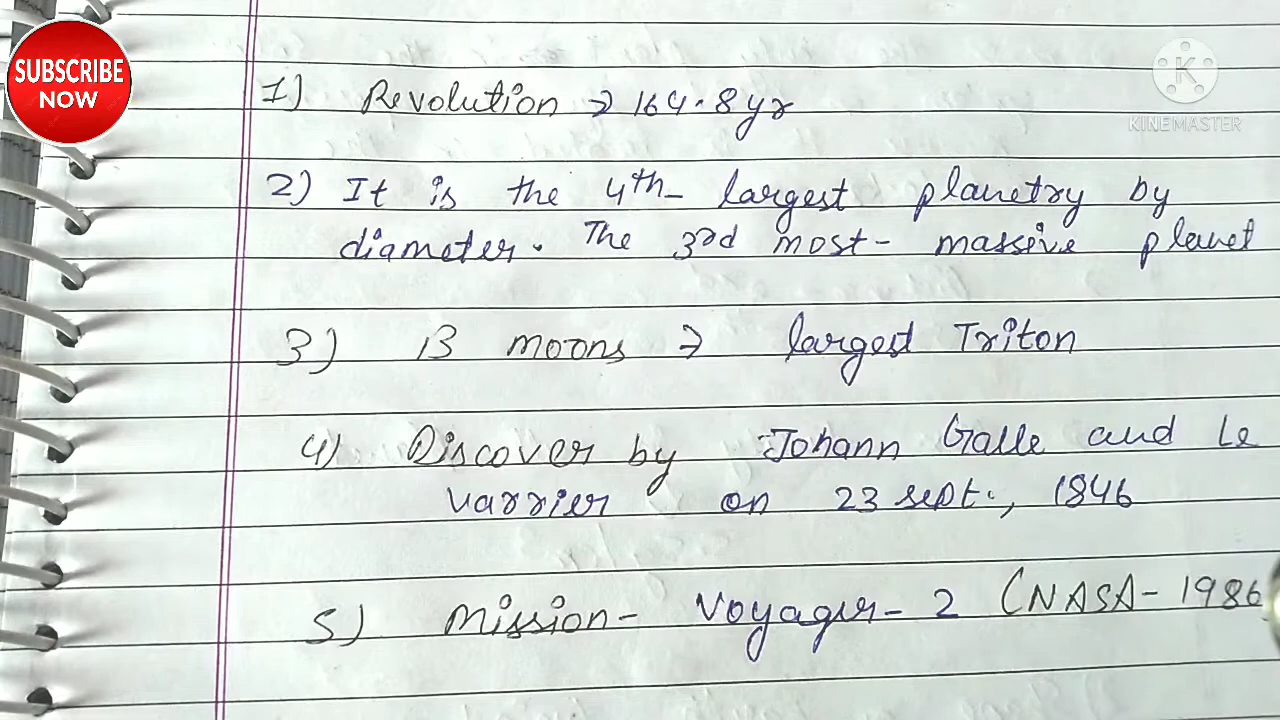 SUBSCRIBE
NOW
KINEMASTER
1) Revolution → 164.8yr
2) It is the 4th- largest planetry by
diameter. The 3rd most- massive planet
3) 13 moons → largest Triton
4) Discover by Johann Galle and Le
varrier on 23 sept., 1846
5) Mission- Voyager- 2 (NASA- 1986